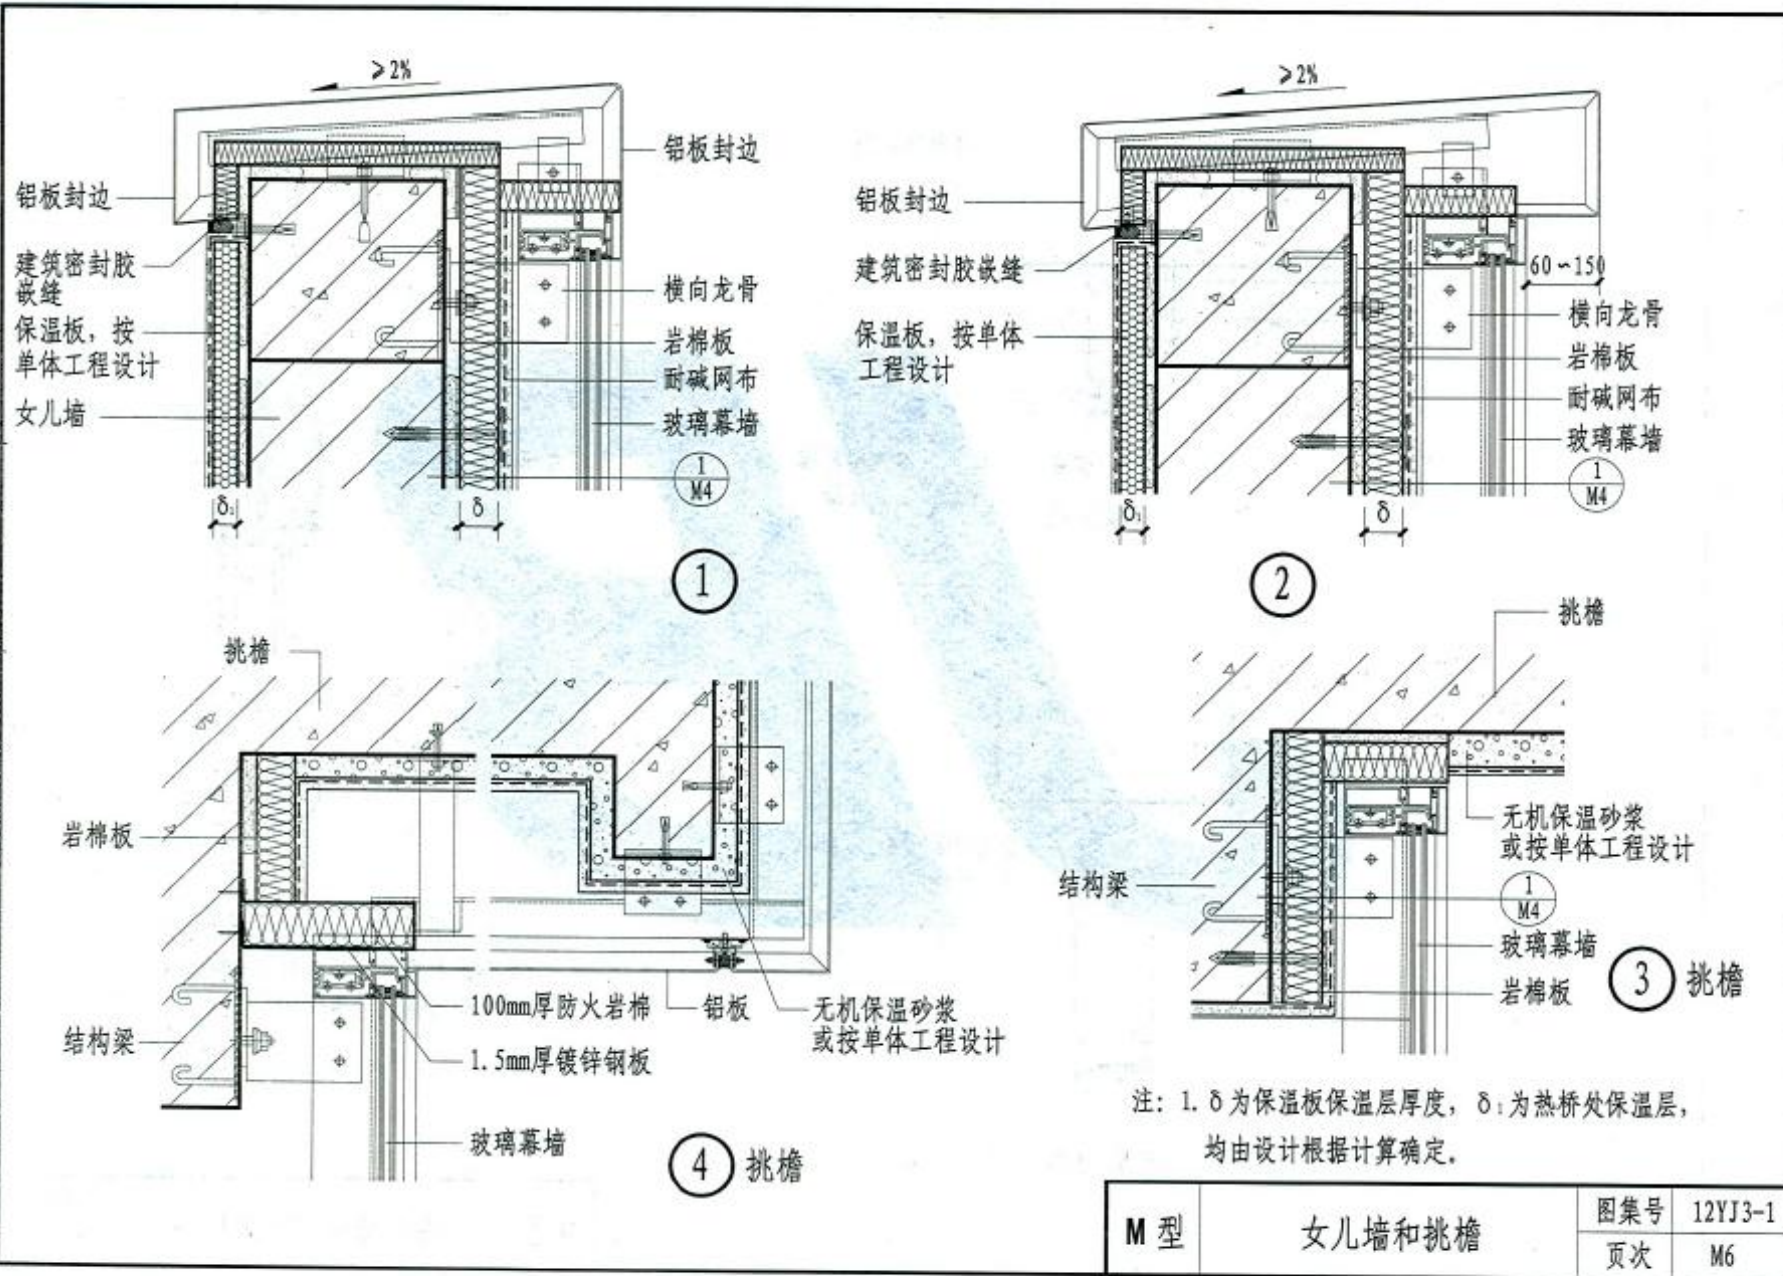 ≥2%
铝板封边
铝板封边
建筑密封胶
嵌缝
保温板，按
单体工程设计
女儿墙
横向龙骨
岩棉板
耐碱网布
玻璃幕墙
1
M4
δ₁
δ
1
≥2%
铝板封边
建筑密封胶嵌缝
保温板，按单体
工程设计
60~150
横向龙骨
岩棉板
耐碱网布
玻璃幕墙
1
M4
δ₁
δ
2
挑檐
岩棉板
结构梁
100mm厚防火岩棉
1.5mm厚镀锌钢板
玻璃幕墙
铝板
无机保温砂浆
或按单体工程设计
4 挑檐
挑檐
结构梁
无机保温砂浆
或按单体工程设计
1
M4
玻璃幕墙
岩棉板
3 挑檐
注：1. δ为保温板保温层厚度，δ₁为热桥处保温层，
均由设计根据计算确定。
M 型
女儿墙和挑檐
图集号
12YJ3-1
页次
M6